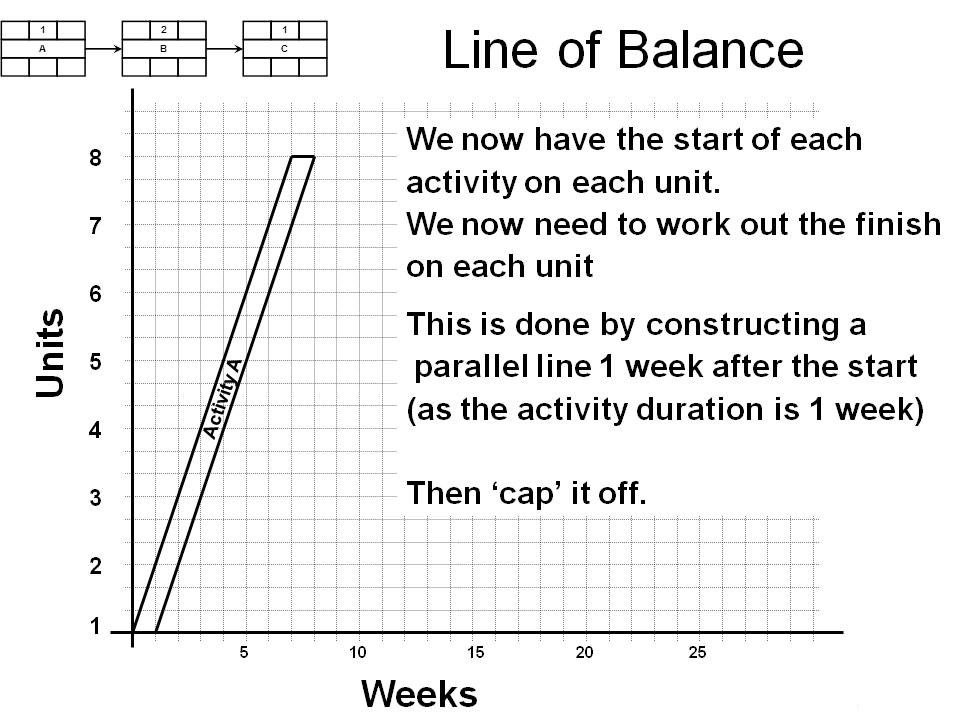 1 2 1
A B C
Line of Balance
We now have the start of each
activity on each unit.
We now need to work out the finish
on each unit
This is done by constructing a
parallel line 1 week after the start
(as the activity duration is 1 week)
Then ‘cap’ it off.
Units
8
7
6
5
4
3
2
1
Activity A
5 10 15 20 25
Weeks